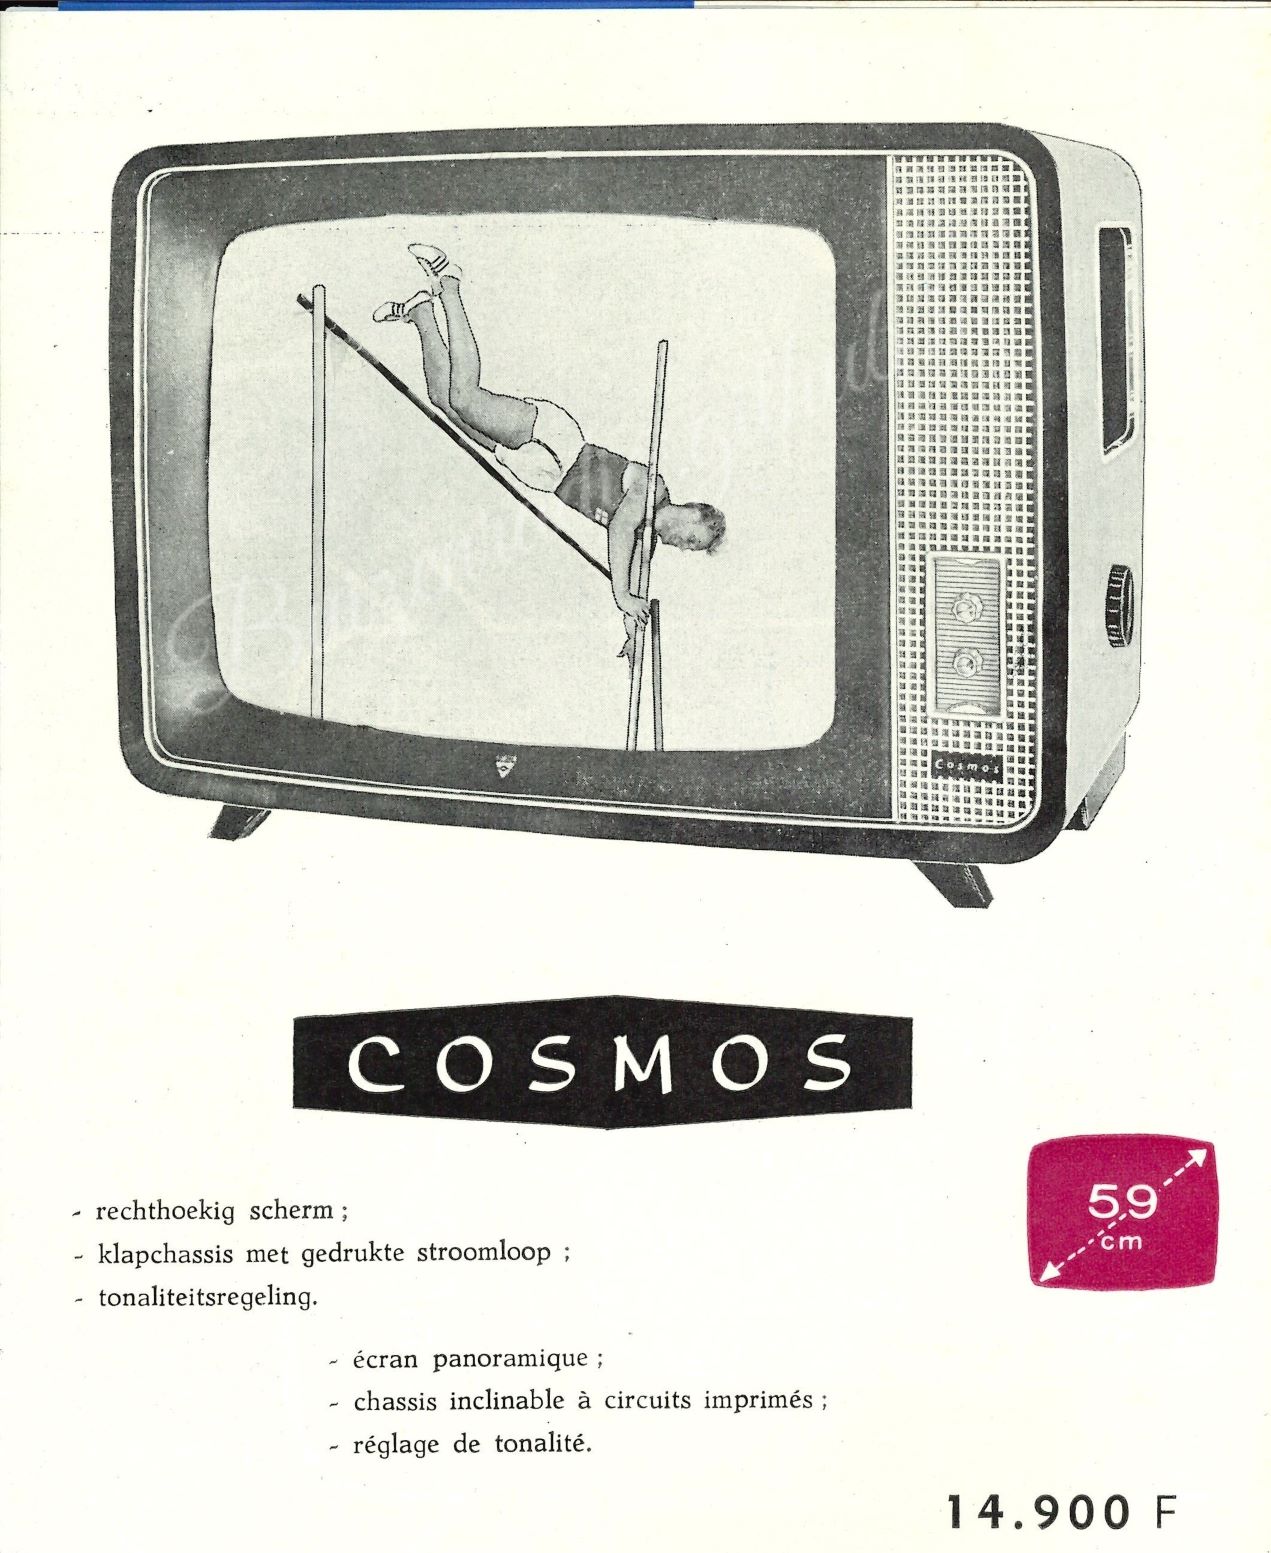 Cosmos
COSMOS
59
cm
- rechthoekig scherm ;
- klapchassis met gedrukte stroomloop ;
- tonaliteitsregeling.
- écran panoramique ;
- chassis inclinable à circuits imprimés ;
- réglage de tonalité.
14.900 F